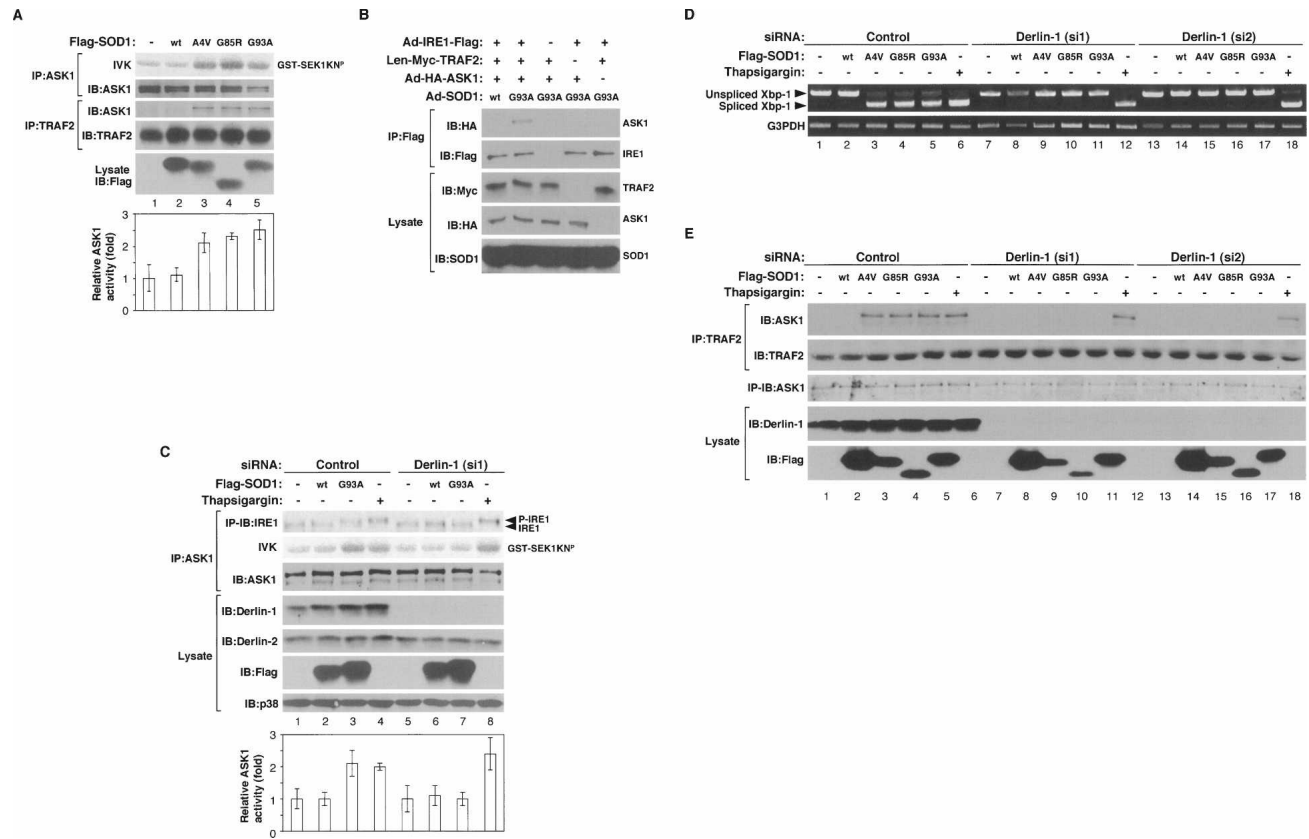 A
Flag-SOD1: - wt A4V G85R G93A
IP:ASK1
IVK
GST-SEK1KNᴾ
IB:ASK1
IP:TRAF2
IB:ASK1
IB:TRAF2
Lysate
IB:Flag
1 2 3 4 5
Relative ASK1
activity (fold)
3
2
1
0
B
Ad-IRE1-Flag: + + - + +
Len-Myc-TRAF2: + + + - +
Ad-HA-ASK1: + + + + -
Ad-SOD1: wt G93A G93A G93A G93A
IP:Flag
IB:HA
ASK1
IB:Flag
IRE1
Lysate
IB:Myc
TRAF2
IB:HA
ASK1
IB:SOD1
SOD1
C
siRNA: Control Derlin-1 (si1)
Flag-SOD1: - wt G93A - - wt G93A -
Thapsigargin: - - - + - - - +
IP:ASK1
IP-IB:IRE1
P-IRE1
IRE1
IVK
GST-SEK1KNᴾ
IB:ASK1
Lysate
IB:Derlin-1
IB:Derlin-2
IB:Flag
IB:p38
1 2 3 4 5 6 7 8
Relative ASK1
activity (fold)
3
2
1
0
D
siRNA: Control Derlin-1 (si1) Derlin-1 (si2)
Flag-SOD1: - wt A4V G85R G93A - - wt A4V G85R G93A - - wt A4V G85R G93A -
Thapsigargin: - - - - - + - - - - - + - - - - - +
Unspliced Xbp-1
Spliced Xbp-1
G3PDH
1 2 3 4 5 6 7 8 9 10 11 12 13 14 15 16 17 18
E
siRNA: Control Derlin-1 (si1) Derlin-1 (si2)
Flag-SOD1: - wt A4V G85R G93A - - wt A4V G85R G93A - - wt A4V G85R G93A -
Thapsigargin: - - - - - + - - - - - + - - - - - +
IP:TRAF2
IB:ASK1
IB:TRAF2
IP-IB:ASK1
Lysate
IB:Derlin-1
IB:Flag
1 2 3 4 5 6 7 8 9 10 11 12 13 14 15 16 17 18